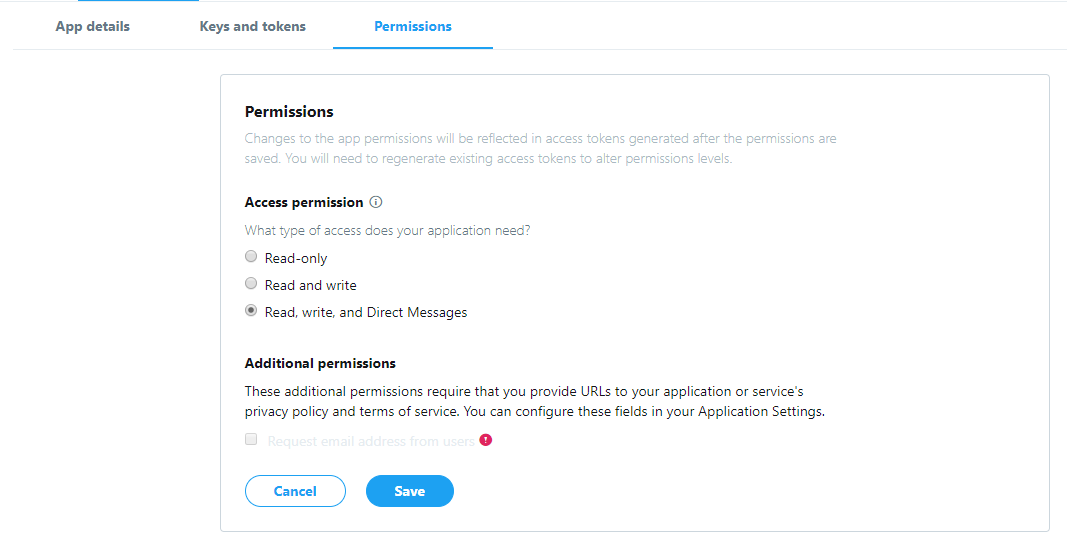 App details
Keys and tokens
Permissions
Permissions
Changes to the app permissions will be reflected in access tokens generated after the permissions are
saved. You will need to regenerate existing access tokens to alter permissions levels.
Access permission
What type of access does your application need?
Read-only
Read and write
Read, write, and Direct Messages
Additional permissions
These additional permissions require that you provide URLs to your application or service's
privacy policy and terms of service. You can configure these fields in your Application Settings.
Request email address from users
Cancel
Save